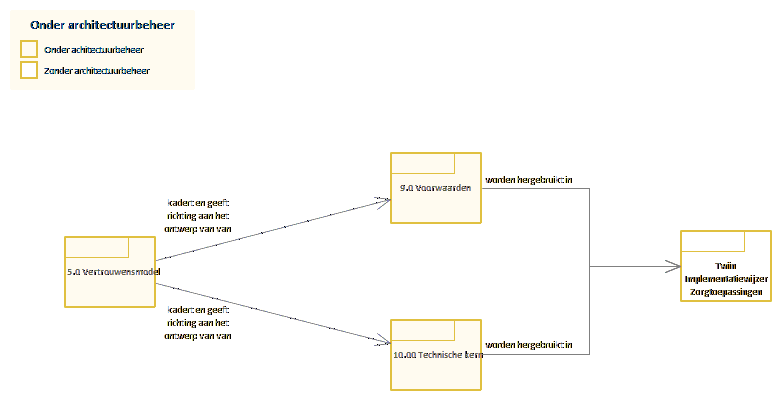 Onder architectuurbeheer
Onder achitectuurbeheer
Zonder architectuurbeheer
kadert en geeft
richting aan het
ontwerp van van
9.0 Voorwaarden
worden hergebruikt in
5.0 Vertrouwensmodel
Twiin
Implementatiewijzer
Zorgtoepassingen
kadert en geeft
richting aan het
ontwerp van van
10.00 Technische kern
worden hergebruikt in